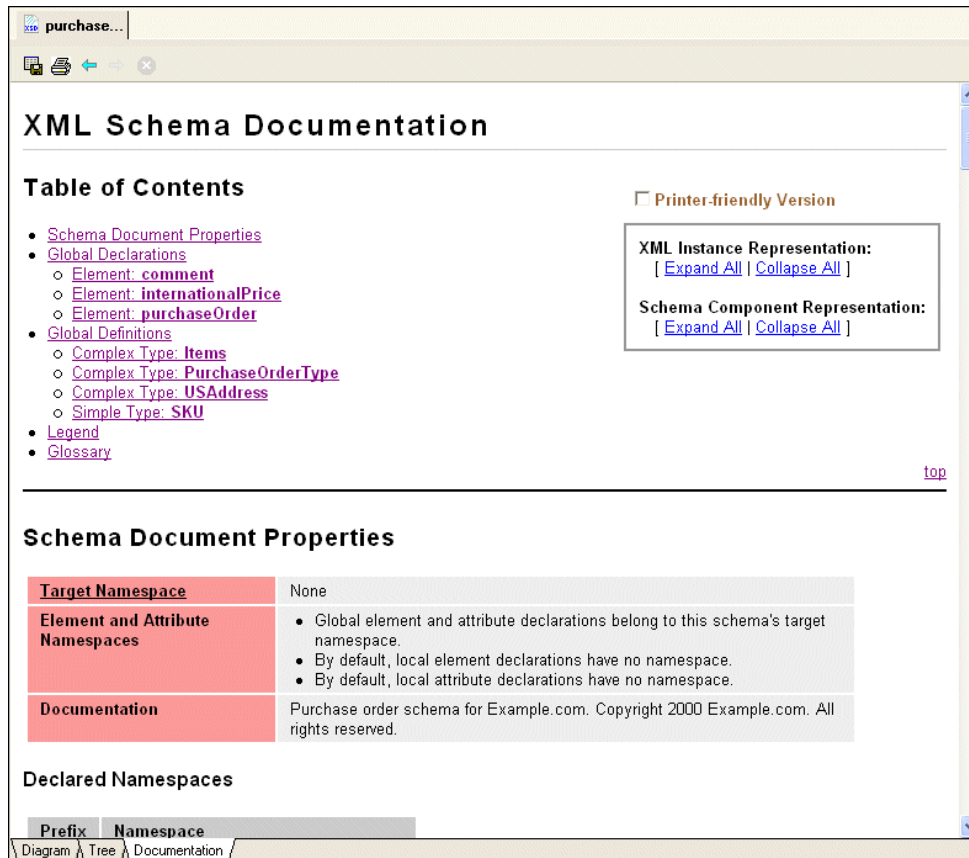 XSD purchase...
XML Schema Documentation
Table of Contents
Printer-friendly Version
Schema Document Properties
Global Declarations
Element: comment
Element: internationalPrice
Element: purchaseOrder
Global Definitions
Complex Type: Items
Complex Type: PurchaseOrderType
Complex Type: USAddress
Simple Type: SKU
Legend
Glossary
XML Instance Representation:
[ Expand All | Collapse All ]
Schema Component Representation:
[ Expand All | Collapse All ]
top
Schema Document Properties
Target Namespace None
Element and Attribute
Namespaces
Global element and attribute declarations belong to this schema's target
namespace.
By default, local element declarations have no namespace.
By default, local attribute declarations have no namespace.
Documentation
Purchase order schema for Example.com. Copyright 2000 Example.com. All
rights reserved.
Declared Namespaces
Prefix Namespace
Diagram Tree Documentation